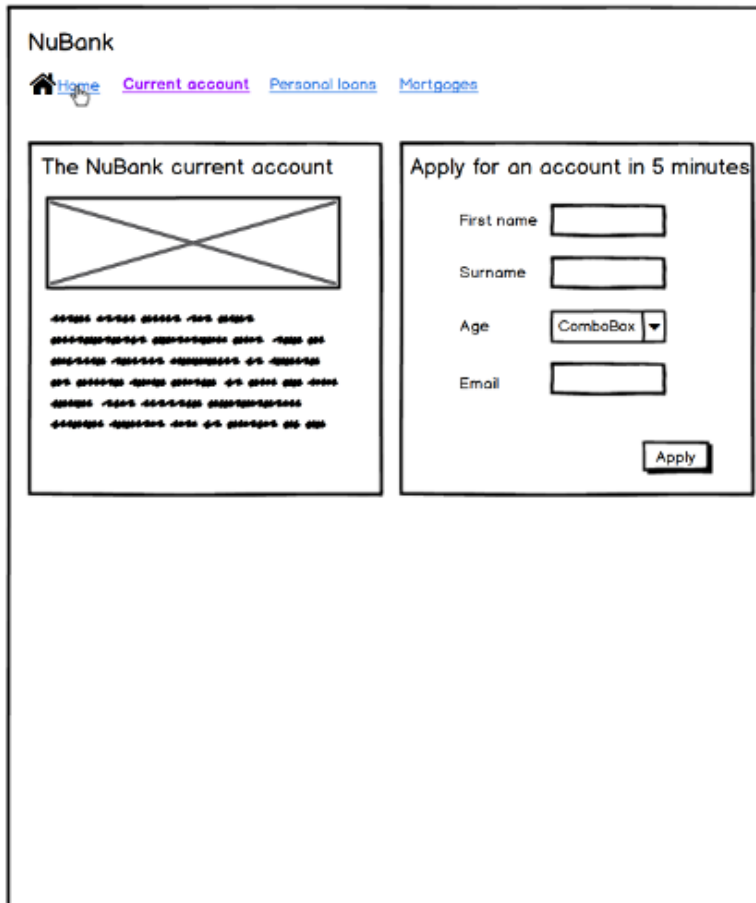 NuBank
Home Current account Personal loans Mortgages
The NuBank current account
Apply for an account in 5 minutes
First name
Surname
Age ComboBox
Email
Apply